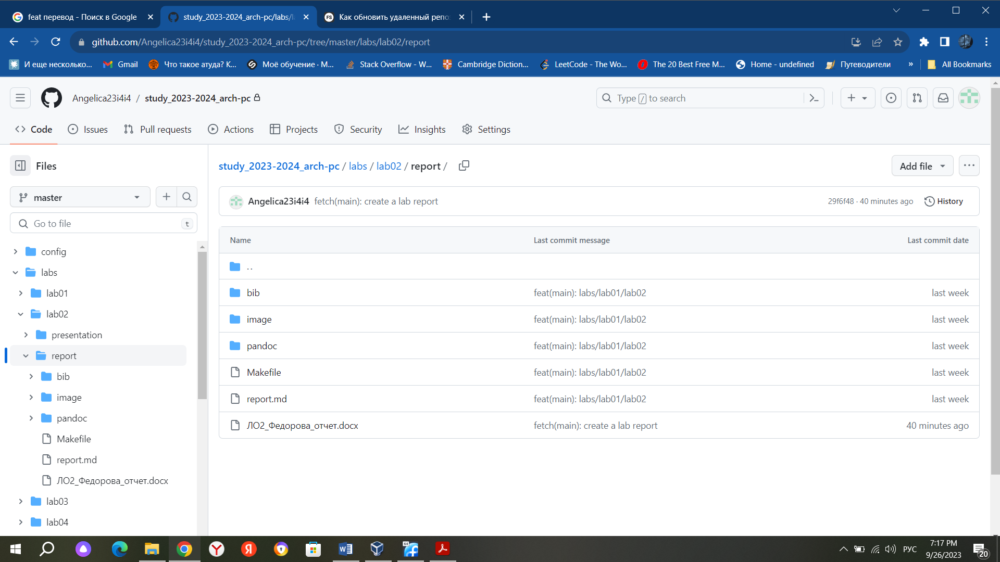 feat перевод - Поиск в Google
study_2023-2024_arch-pc/labs/l
Как обновить удаленный репо
github.com/Angelica23i4i4/study_2023-2024_arch-pc/tree/master/labs/lab02/report
И еще несколько...
Gmail
Что такое атуда? K...
Моё обучение · M...
Stack Overflow - W...
Cambridge Diction...
LeetCode - The Wo...
The 20 Best Free M...
Home - undefined
Путеводители
»
All Bookmarks
Angelica23i4i4 / study_2023-2024_arch-pc
Type / to search
Code
Issues
Pull requests
Actions
Projects
Security
Insights
Settings
Files
master
Go to file
t
config
labs
lab01
lab02
presentation
report
bib
image
pandoc
Makefile
report.md
ЛО2_Федорова_отчет.docx
lab03
lab04
study_2023-2024_arch-pc / labs / lab02 / report /
Add file
Angelica23i4i4 fetch(main): create a lab report
29f6f48 · 40 minutes ago
History
Name Last commit message Last commit date
..
bib feat(main): labs/lab01/lab02 last week
image feat(main): labs/lab01/lab02 last week
pandoc feat(main): labs/lab01/lab02 last week
Makefile feat(main): labs/lab01/lab02 last week
report.md feat(main): labs/lab01/lab02 last week
ЛО2_Федорова_отчет.docx fetch(main): create a lab report 40 minutes ago
РУС
7:17 PM
9/26/2023
20